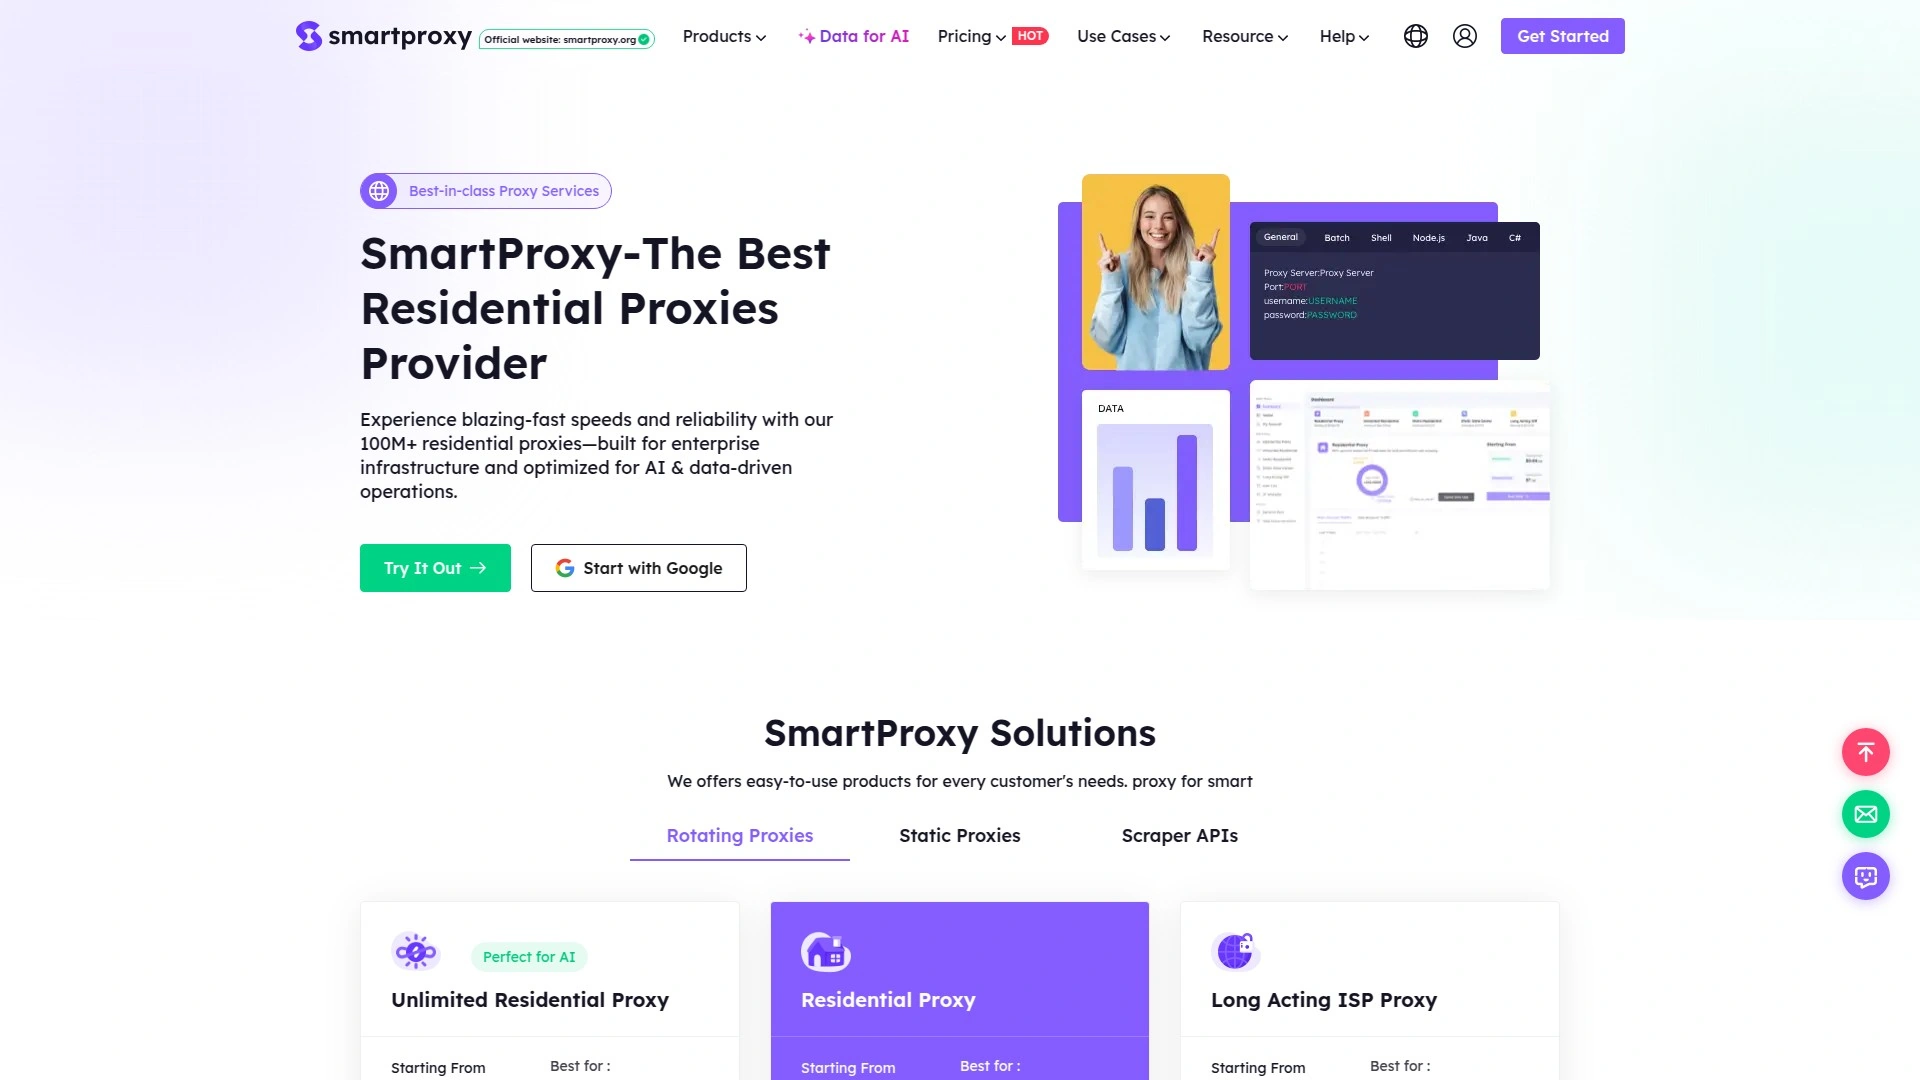 smartproxy
Official website: smartproxy.org
Products
Data for AI
Pricing
HOT
Use Cases
Resource
Help
Get Started
Best-in-class Proxy Services
SmartProxy-The Best
Residential Proxies
Provider
Experience blazing-fast speeds and reliability with our
100M+ residential proxies—built for enterprise
infrastructure and optimized for AI & data-driven
operations.
Try It Out
Start with Google
General
Batch
Shell
Node.js
Java
C#
Proxy Server:Proxy Server
Port:PORT
username:USERNAME
password:PASSWORD
DATA
Dashboard
Residential Proxy
SmartProxy Solutions
We offers easy-to-use products for every customer's needs. proxy for smart
Rotating Proxies
Static Proxies
Scraper APIs
Perfect for AI
Unlimited Residential Proxy
Starting From
Best for :
Residential Proxy
Starting From
Best for :
Long Acting ISP Proxy
Starting From
Best for :